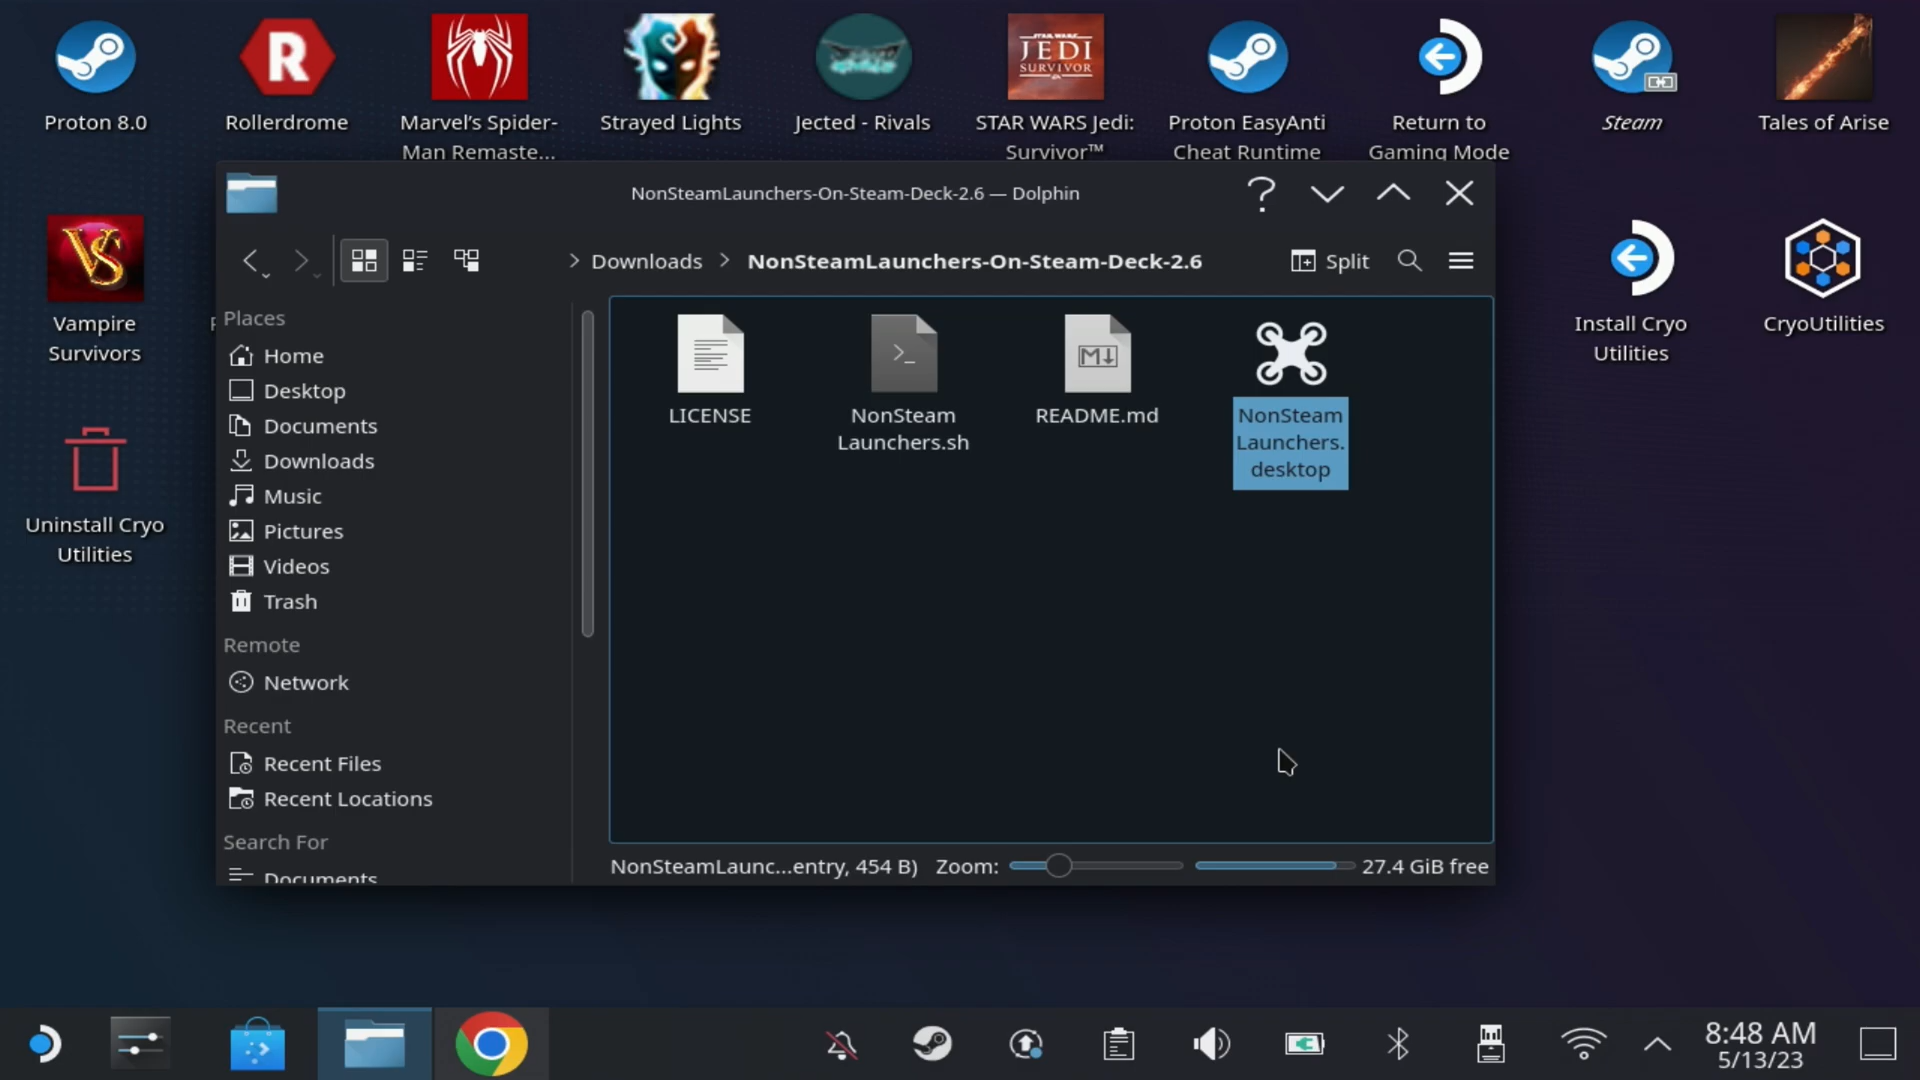 Proton 8.0
Rollerdrome
Marvel's Spider-
Man Remaste...
Strayed Lights
Jected - Rivals
STAR WARS
JEDI
SURVIVOR
STAR WARS Jedi:
Survivor™
Proton EasyAnti
Cheat Runtime
Return to
Gaming Mode
Steam
Tales of Arise
R
VS
Vampire
Survivors
Install Cryo
Utilities
CryoUtilities
Uninstall Cryo
Utilities
NonSteamLaunchers-On-Steam-Deck-2.6 — Dolphin
> Downloads > NonSteamLaunchers-On-Steam-Deck-2.6
Split
Places
Home
Desktop
Documents
Downloads
Music
Pictures
Videos
Trash
Remote
Network
Recent
Recent Files
Recent Locations
Search For
Documents
LICENSE
NonSteam
Launchers.sh
README.md
NonSteam
Launchers.
desktop
NonSteamLaunc...entry, 454 B)
Zoom:
27.4 GiB free
8:48 AM
5/13/23